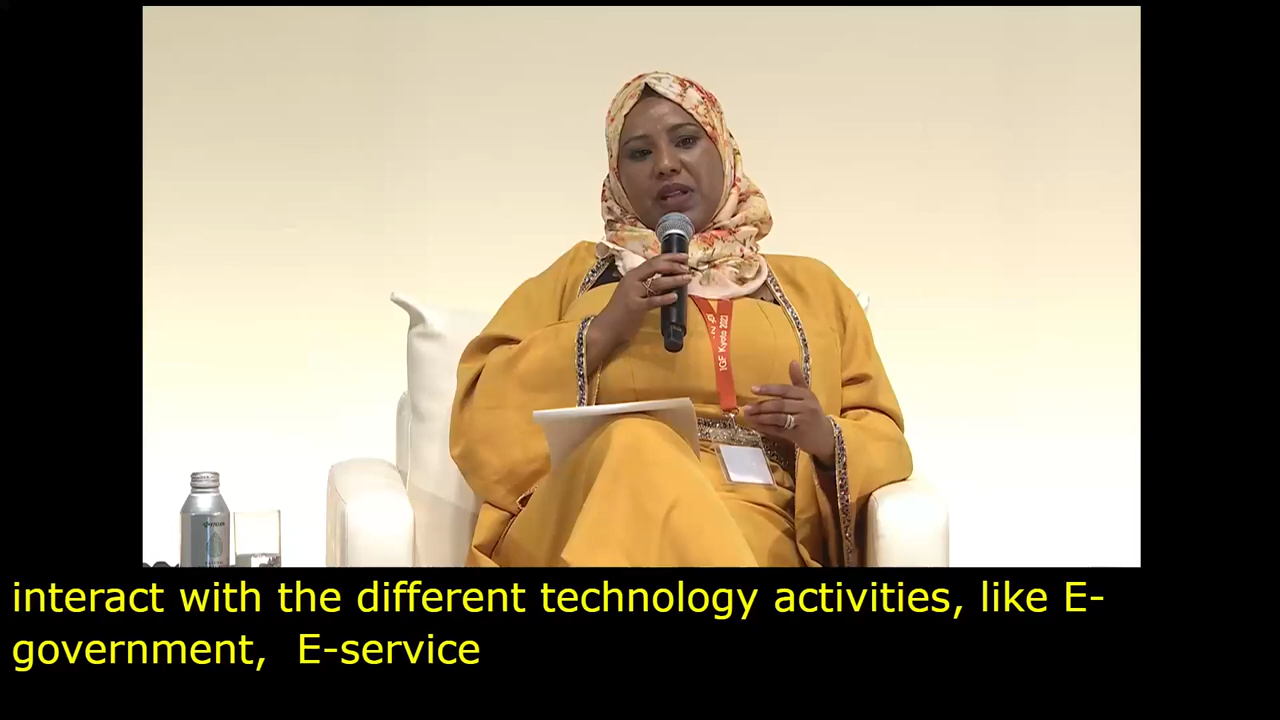 IGF Kyoto 2023
interact with the different technology activities, like E-
government,  E-service